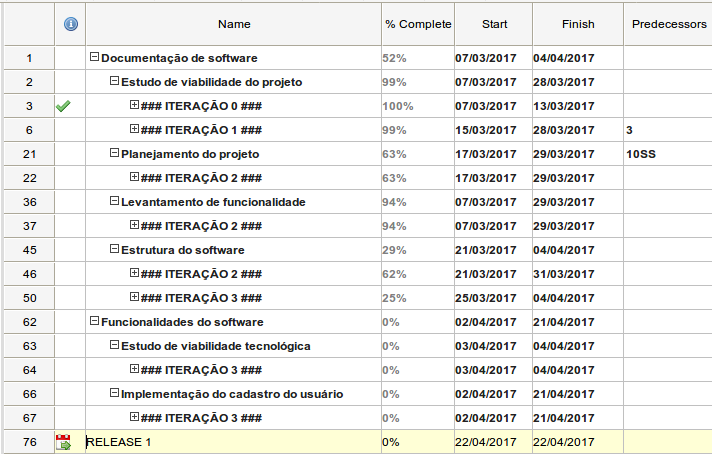 Name % Complete Start Finish Predecessors
1 Documentação de software 52% 07/03/2017 04/04/2017
2 Estudo de viabilidade do projeto 99% 07/03/2017 28/03/2017
3 ### ITERAÇÃO 0 ### 100% 07/03/2017 13/03/2017
6 ### ITERAÇÃO 1 ### 99% 15/03/2017 28/03/2017 3
21 Planejamento do projeto 63% 17/03/2017 29/03/2017 10SS
22 ### ITERAÇÃO 2 ### 63% 17/03/2017 29/03/2017
36 Levantamento de funcionalidade 94% 07/03/2017 29/03/2017
37 ### ITERAÇÃO 2 ### 94% 07/03/2017 29/03/2017
45 Estrutura do software 29% 21/03/2017 04/04/2017
46 ### ITERAÇÃO 2 ### 62% 21/03/2017 31/03/2017
50 ### ITERAÇÃO 3 ### 25% 25/03/2017 04/04/2017
62 Funcionalidades do software 0% 02/04/2017 21/04/2017
63 Estudo de viabilidade tecnológica 0% 03/04/2017 04/04/2017
64 ### ITERAÇÃO 3 ### 0% 03/04/2017 04/04/2017
66 Implementação do cadastro do usuário 0% 02/04/2017 21/04/2017
67 ### ITERAÇÃO 3 ### 0% 02/04/2017 21/04/2017
76 RELEASE 1 0% 22/04/2017 22/04/2017